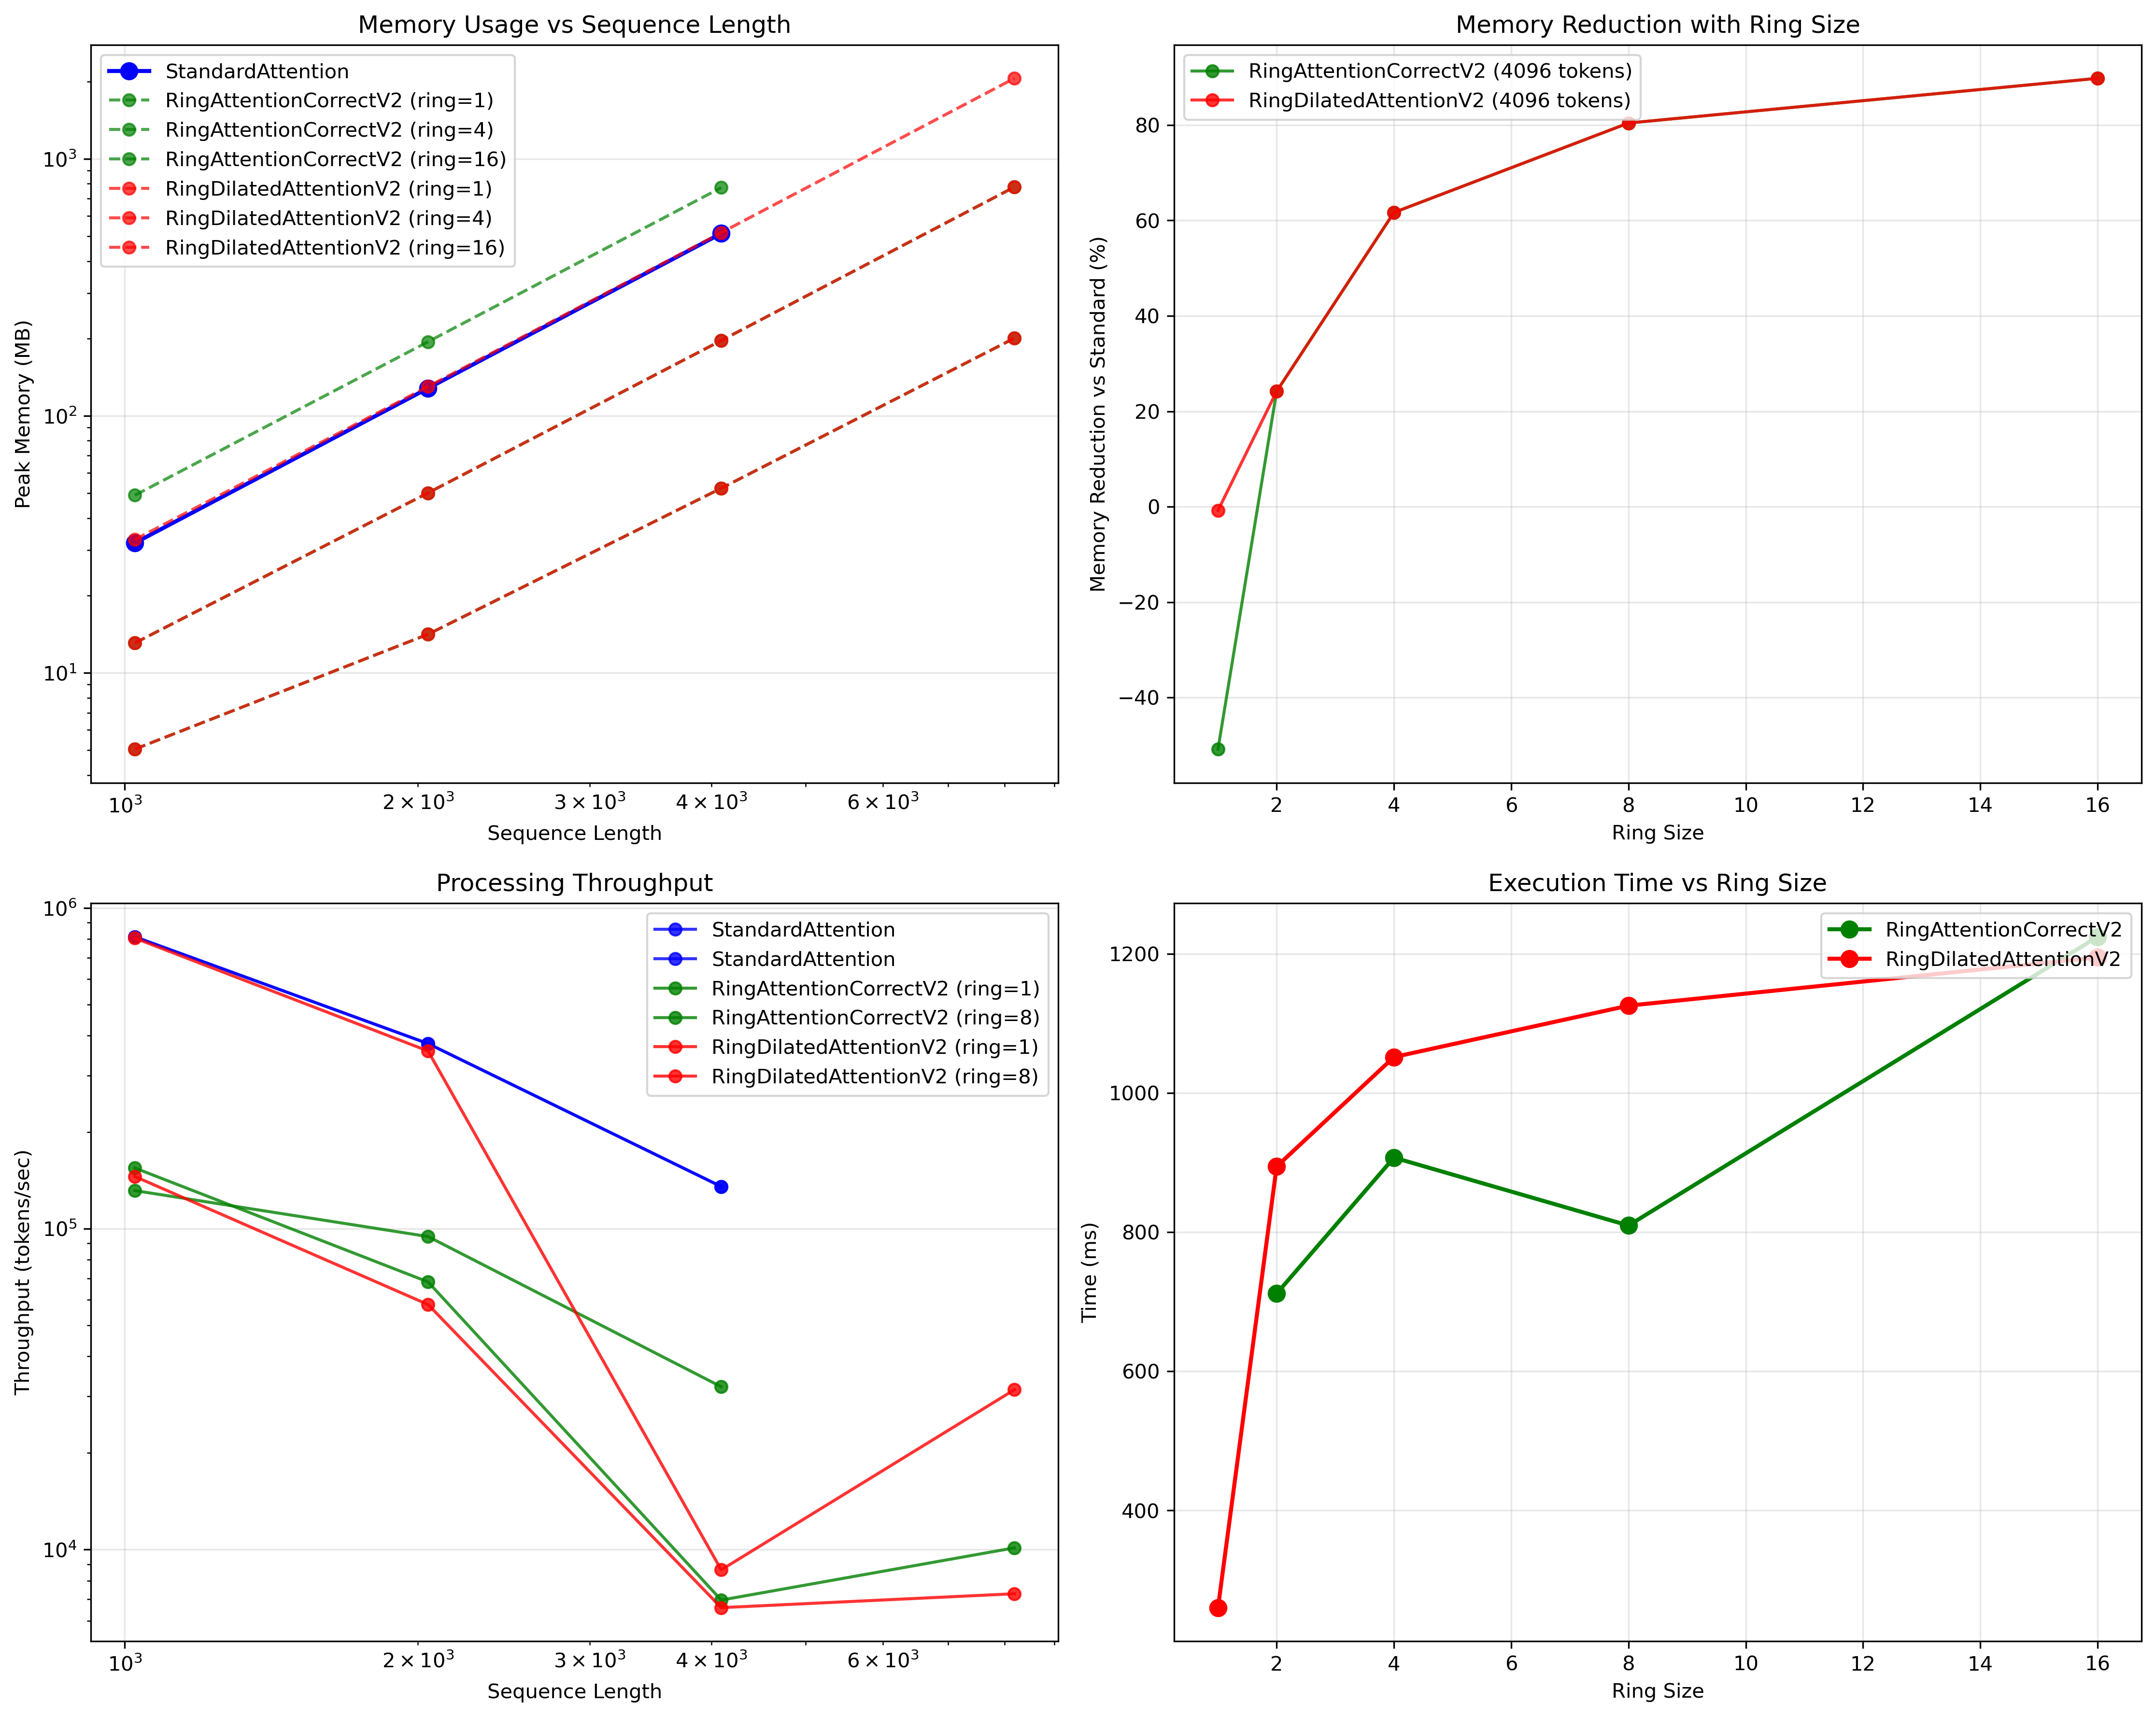 Memory Usage vs Sequence Length
StandardAttention
RingAttentionCorrectV2 (ring=1)
RingAttentionCorrectV2 (ring=4)
RingAttentionCorrectV2 (ring=16)
RingDilatedAttentionV2 (ring=1)
RingDilatedAttentionV2 (ring=4)
RingDilatedAttentionV2 (ring=16)
Peak Memory (MB)
10³
10²
10¹
10³ 2 × 10³ 3 × 10³ 4 × 10³ 6 × 10³
Sequence Length
Memory Reduction with Ring Size
RingAttentionCorrectV2 (4096 tokens)
RingDilatedAttentionV2 (4096 tokens)
Memory Reduction vs Standard (%)
80
60
40
20
0
−20
−40
2 4 6 8 10 12 14 16
Ring Size
Processing Throughput
StandardAttention
StandardAttention
RingAttentionCorrectV2 (ring=1)
RingAttentionCorrectV2 (ring=8)
RingDilatedAttentionV2 (ring=1)
RingDilatedAttentionV2 (ring=8)
Throughput (tokens/sec)
10⁶
10⁵
10⁴
10³ 2 × 10³ 3 × 10³ 4 × 10³ 6 × 10³
Sequence Length
Execution Time vs Ring Size
RingAttentionCorrectV2
RingDilatedAttentionV2
Time (ms)
1200
1000
800
600
400
2 4 6 8 10 12 14 16
Ring Size